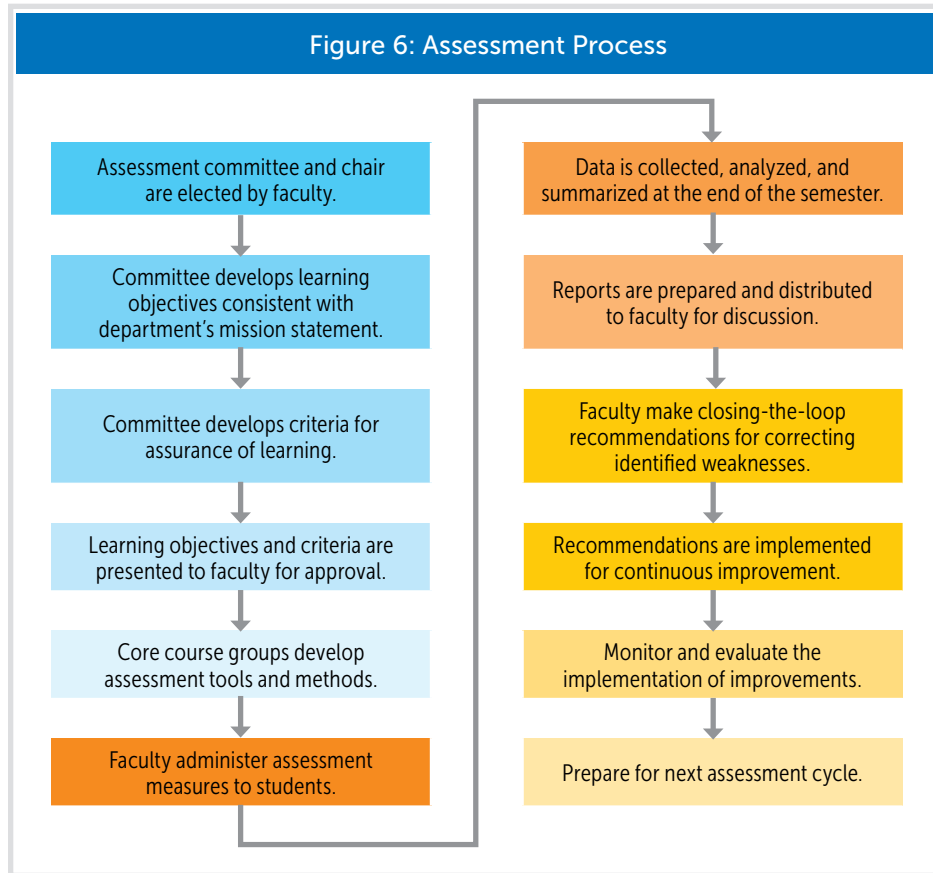 Figure 6: Assessment Process
Assessment committee and chair
are elected by faculty.
Committee develops learning
objectives consistent with
department’s mission statement.
Committee develops criteria for
assurance of learning.
Learning objectives and criteria are
presented to faculty for approval.
Core course groups develop
assessment tools and methods.
Faculty administer assessment
measures to students.
Data is collected, analyzed, and
summarized at the end of the semester.
Reports are prepared and distributed
to faculty for discussion.
Faculty make closing-the-loop
recommendations for correcting
identified weaknesses.
Recommendations are implemented
for continuous improvement.
Monitor and evaluate the
implementation of improvements.
Prepare for next assessment cycle.